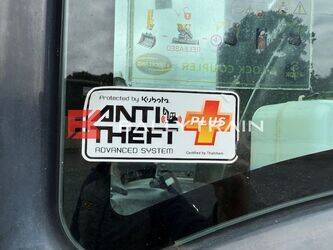 RELEASED
LOCK COUPLER
Protected by Kubota
ANTI
THEFT
PLUS
ADVANCED SYSTEM
Certified by Thatcham